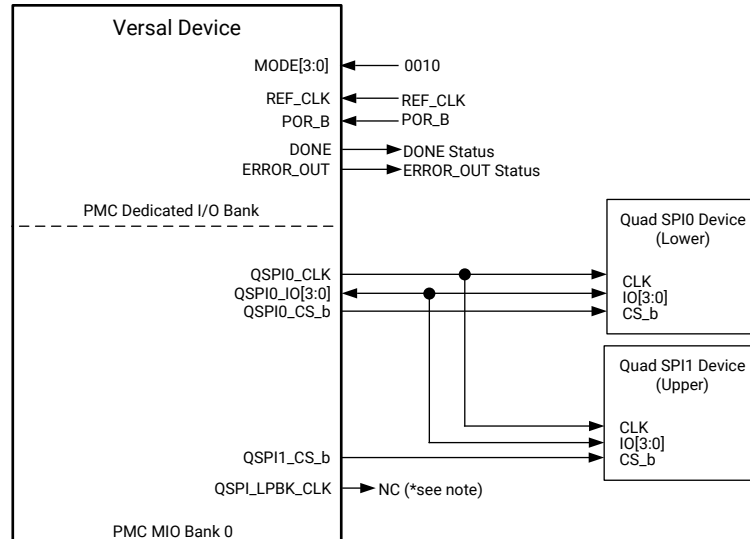 Versal Device
MODE[3:0]
0010
REF_CLK
REF_CLK
POR_B
POR_B
DONE
DONE Status
ERROR_OUT
ERROR_OUT Status
PMC Dedicated I/O Bank
Quad SPI0 Device
(Lower)
QSPI0_CLK
CLK
QSPI0_IO[3:0]
IO[3:0]
QSPI0_CS_b
CS_b
Quad SPI1 Device
(Upper)
CLK
IO[3:0]
QSPI1_CS_b
CS_b
QSPI_LPBK_CLK
NC (*see note)
PMC MIO Bank 0